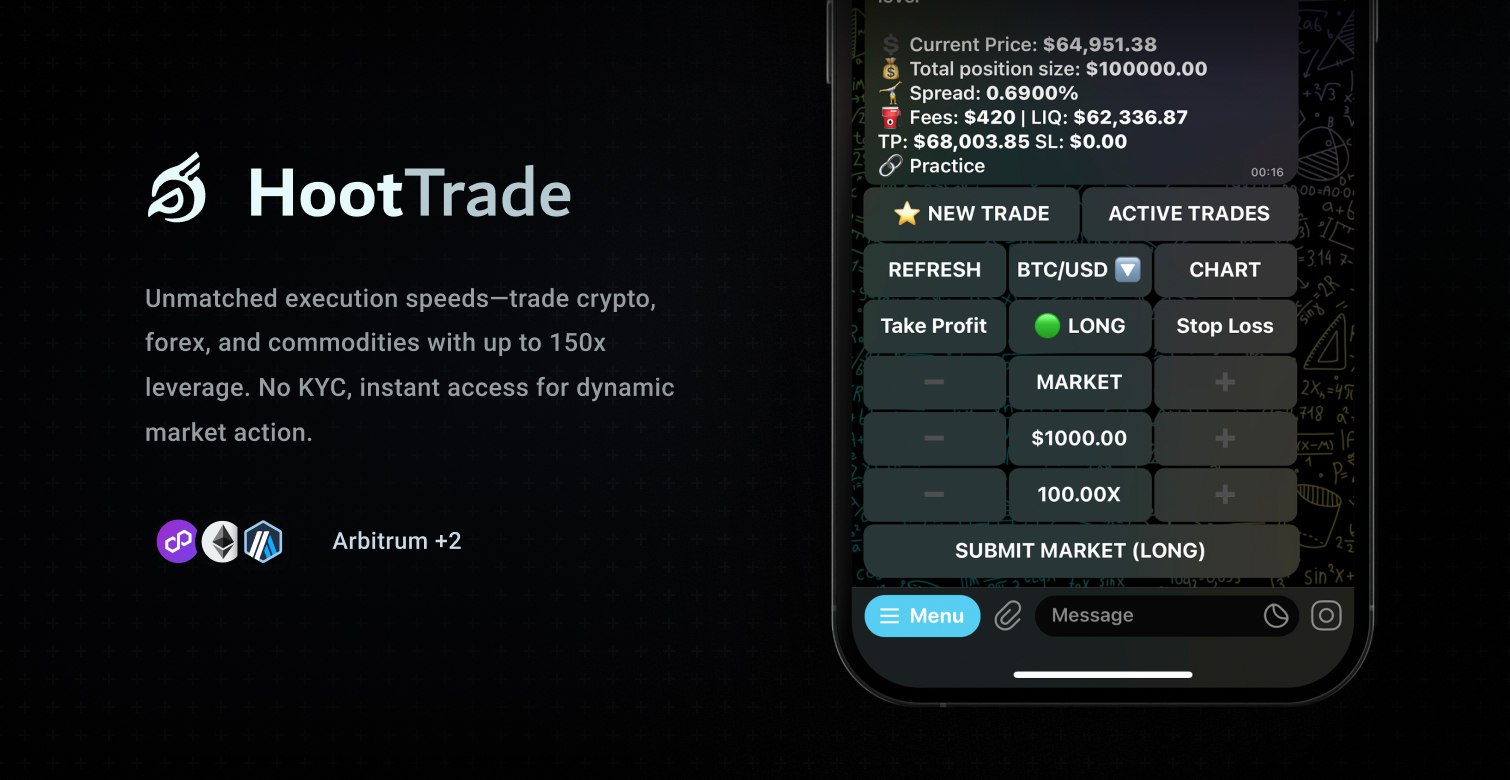 HootTrade
Unmatched execution speeds—trade crypto,
forex, and commodities with up to 150x
leverage. No KYC, instant access for dynamic
market action.
Arbitrum +2
level
Current Price: $64,951.38
Total position size: $100000.00
Spread: 0.6900%
Fees: $420 | LIQ: $62,336.87
TP: $68,003.85 SL: $0.00
Practice
00:16
NEW TRADE
ACTIVE TRADES
REFRESH
BTC/USD
CHART
Take Profit
LONG
Stop Loss
− MARKET +
− $1000.00 +
− 100.00X +
SUBMIT MARKET (LONG)
Menu
Message